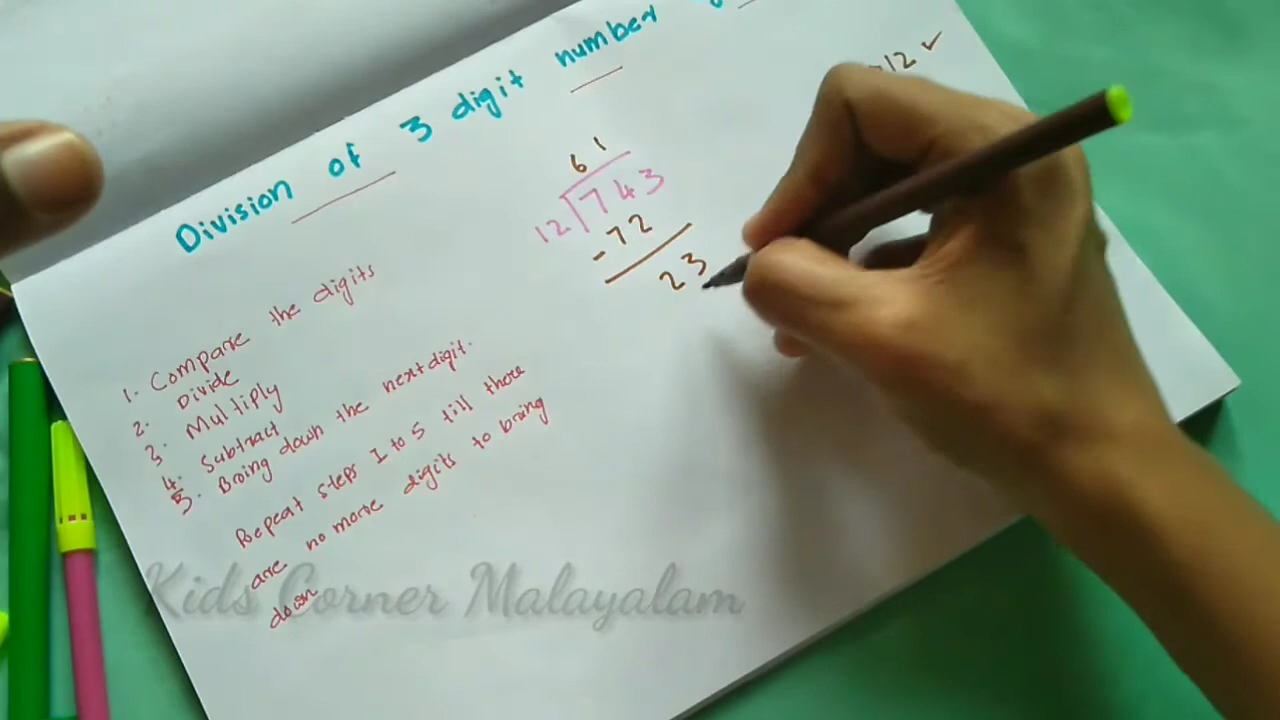 Division of 3 digit number
12 ✓
6 1
12 743
- 72
23
1. Compare the digits
2. Divide
3. Multiply
4. Subtract
5. Bring down the next digit.
Repeat steps 1 to 5 till there
are no more digits to bring
down
Kids Corner Malayalam